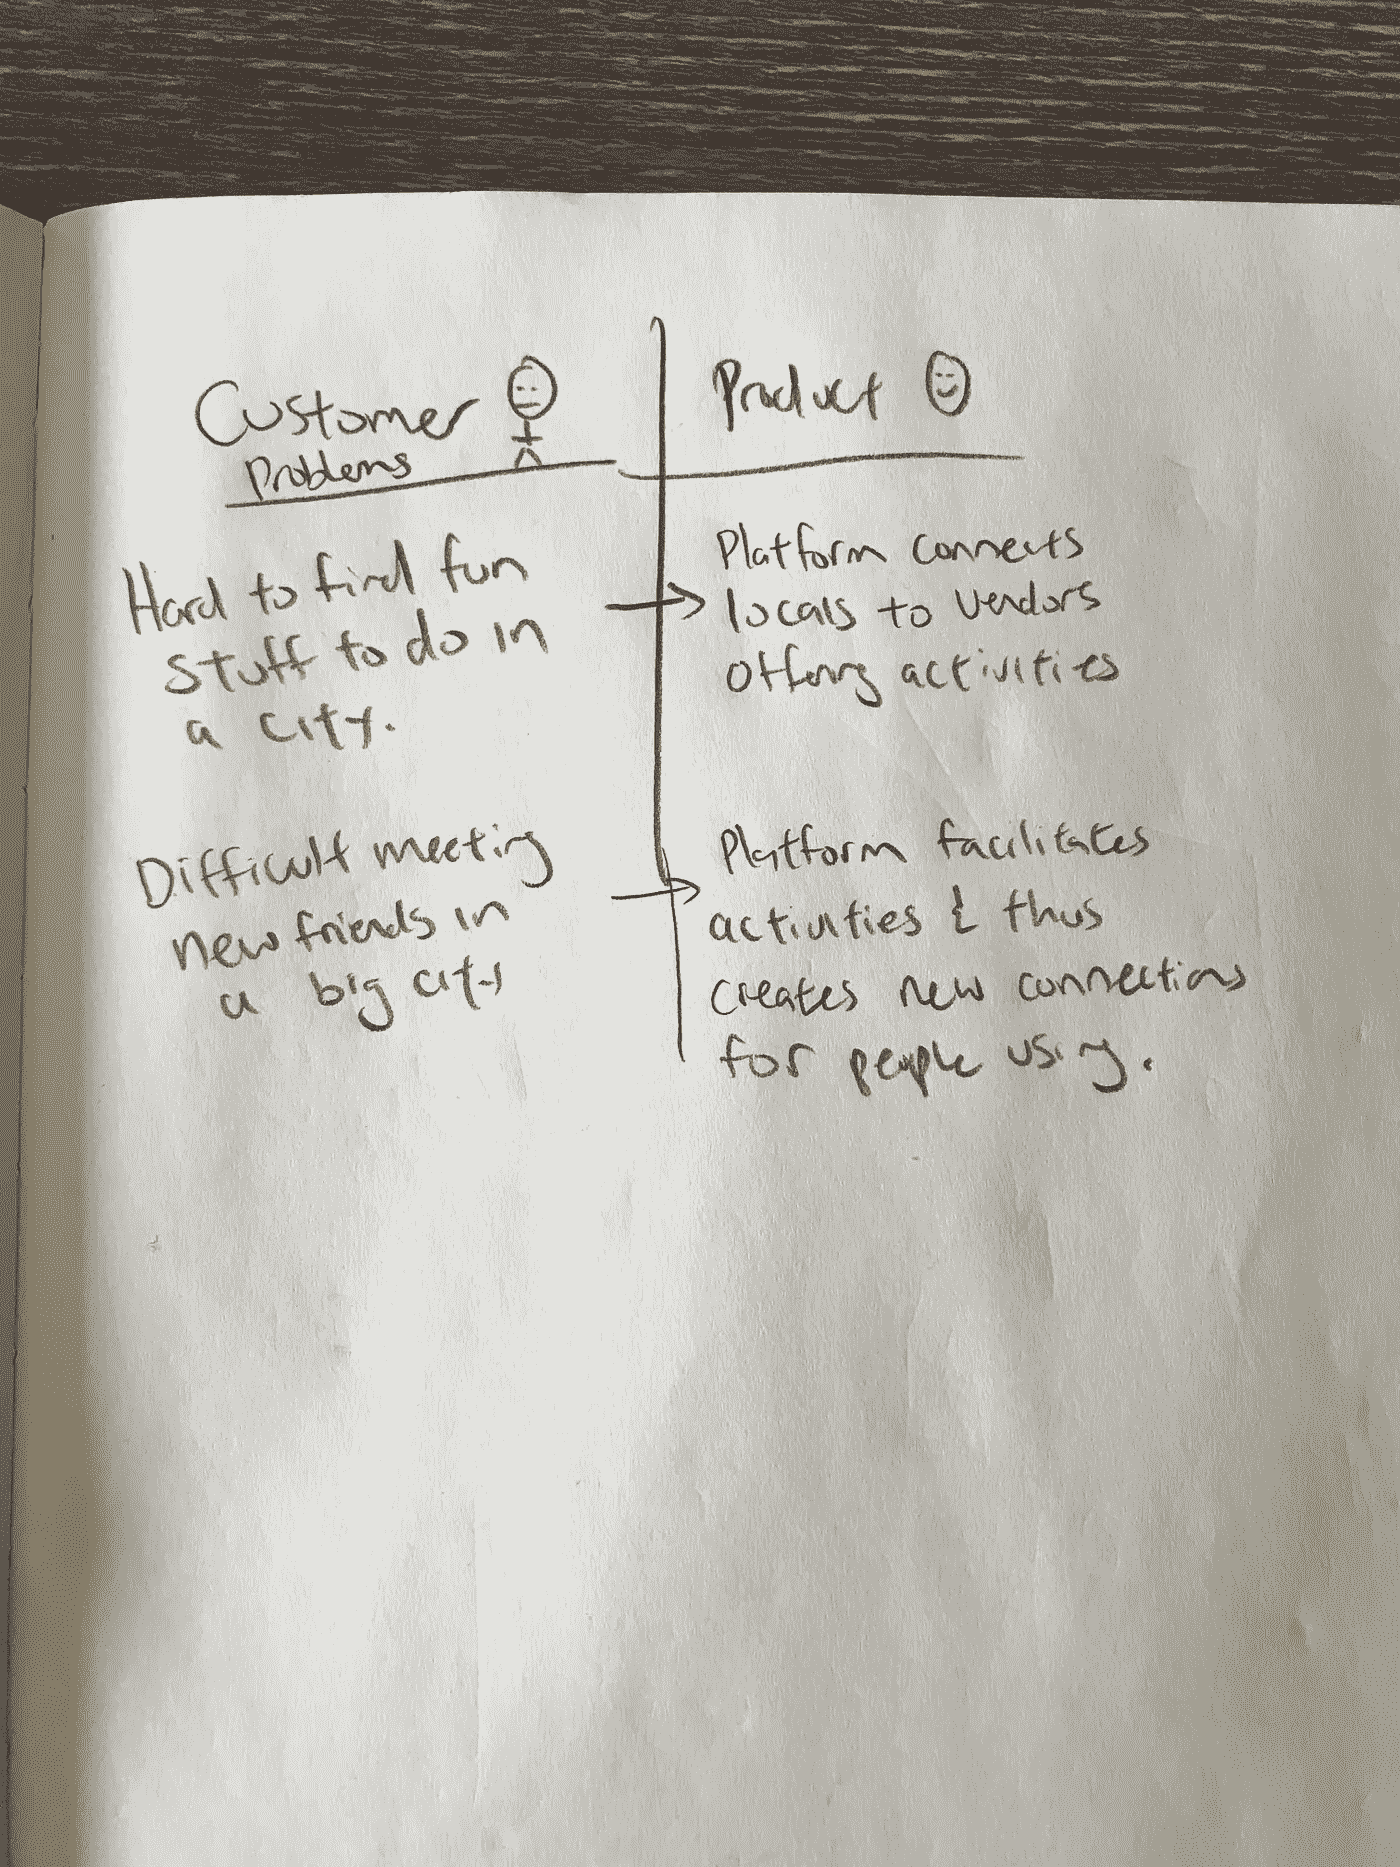 Customer
Problems
Hard to find fun
stuff to do in
a city.
Difficult meeting
new friends in
a big city
Product
Platform connects
locals to vendors
offering activities
Platform facilitates
activities & thus
creates new connections
for people using.